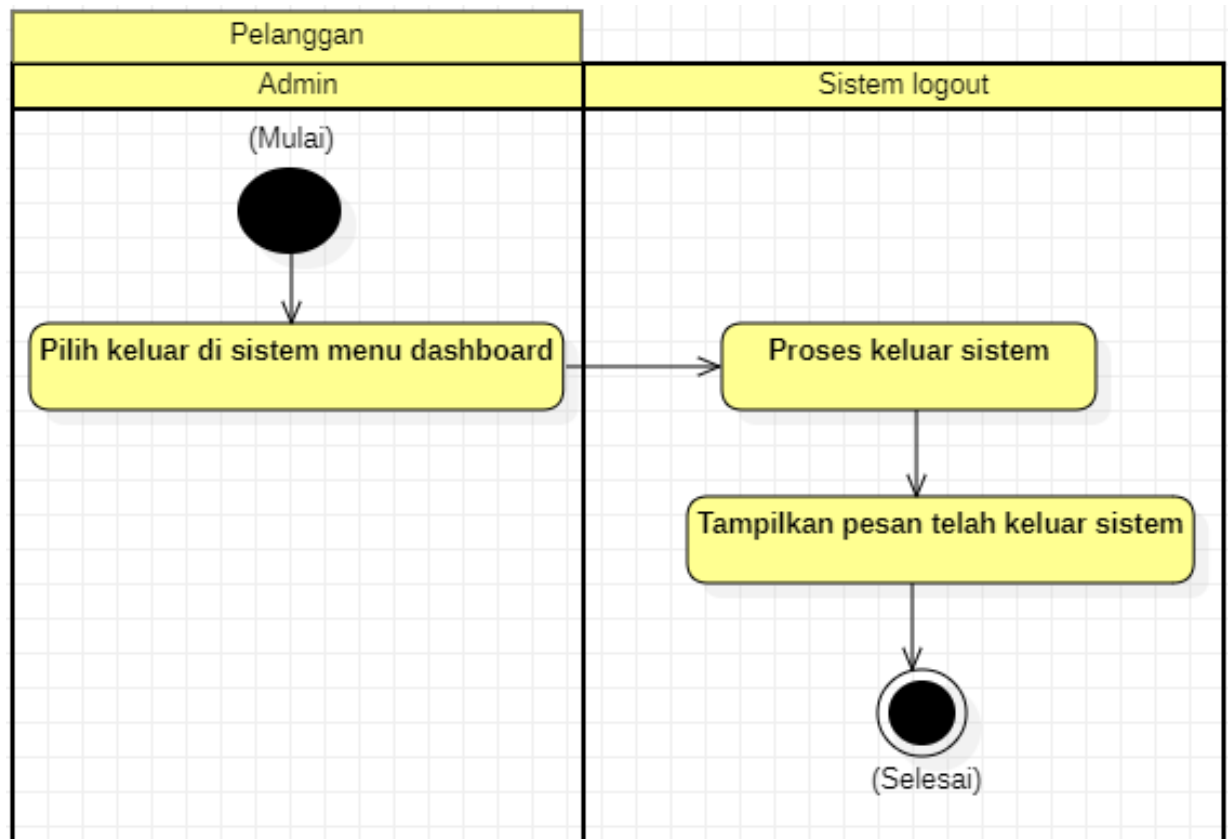 Pelanggan
Admin
Sistem logout
(Mulai)
Pilih keluar di sistem menu dashboard
Proses keluar sistem
Tampilkan pesan telah keluar sistem
(Selesai)